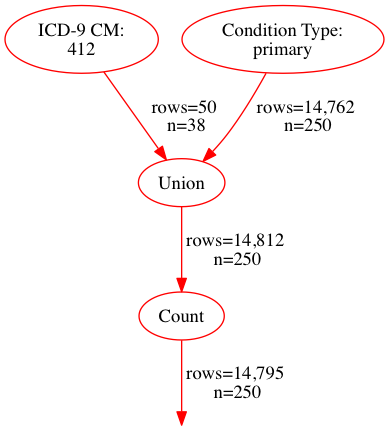 ICD-9 CM:
412
Condition Type:
primary
rows=50
n=38
rows=14,762
n=250
Union
rows=14,812
n=250
Count
rows=14,795
n=250